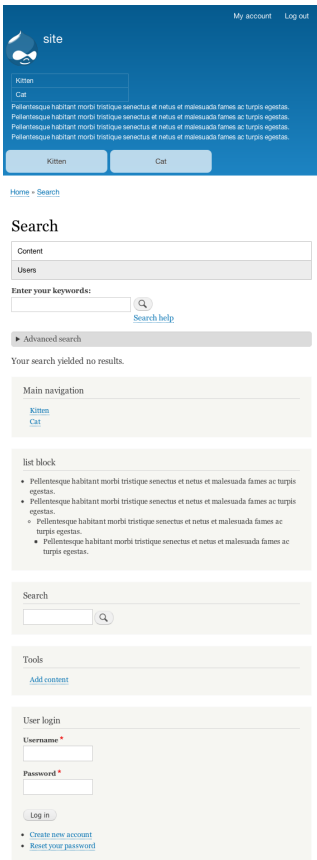 My account Log out
site
Kitten
Cat
Pellentesque habitant morbi tristique senectus et netus et malesuada fames ac turpis egestas.
Pellentesque habitant morbi tristique senectus et netus et malesuada fames ac turpis egestas.
Pellentesque habitant morbi tristique senectus et netus et malesuada fames ac turpis egestas.
Pellentesque habitant morbi tristique senectus et netus et malesuada fames ac turpis egestas.
Kitten Cat
Home » Search
Search
Content
Users
Enter your keywords:
Search help
► Advanced search
Your search yielded no results.
Main navigation
Kitten
Cat
list block
• Pellentesque habitant morbi tristique senectus et netus et malesuada fames ac turpis
egestas.
• Pellentesque habitant morbi tristique senectus et netus et malesuada fames ac turpis
egestas.
◦ Pellentesque habitant morbi tristique senectus et netus et malesuada fames ac
turpis egestas.
▪ Pellentesque habitant morbi tristique senectus et netus et malesuada fames ac
turpis egestas.
Search
Tools
Add content
User login
Username *
Password *
Log in
• Create new account
• Reset your password